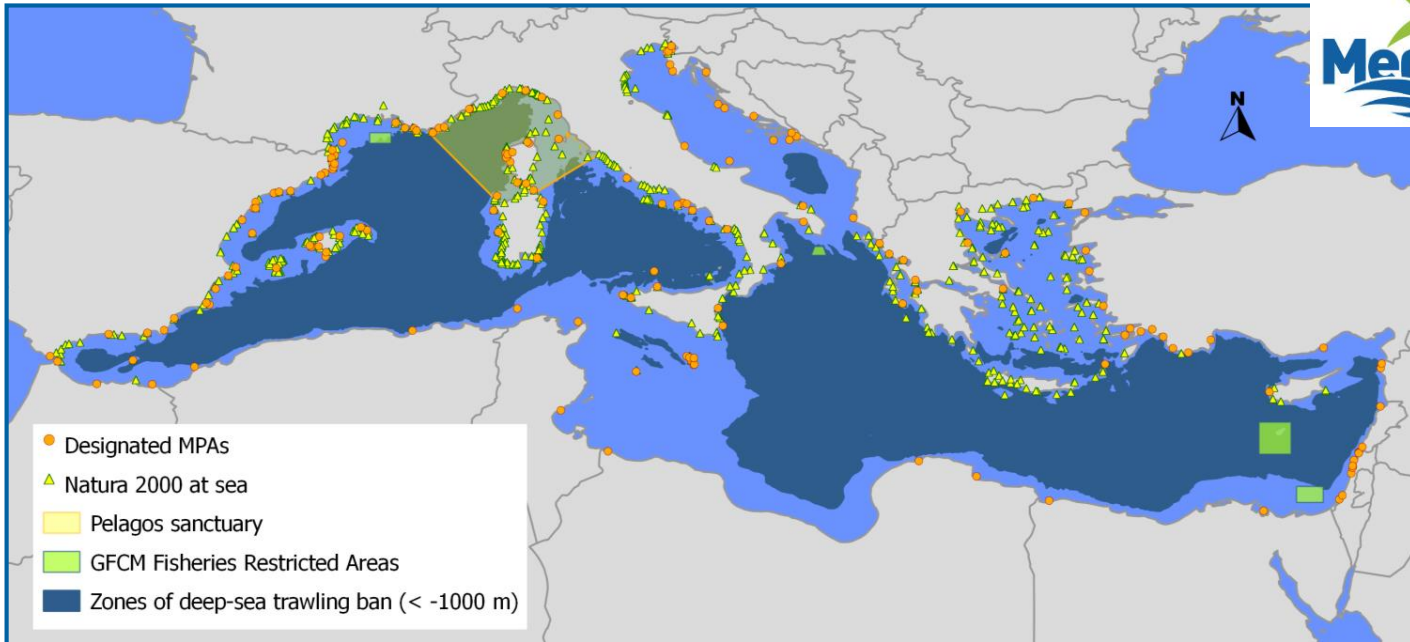 Med
N
Designated MPAs
Natura 2000 at sea
Pelagos sanctuary
GFCM Fisheries Restricted Areas
Zones of deep-sea trawling ban (< -1000 m)